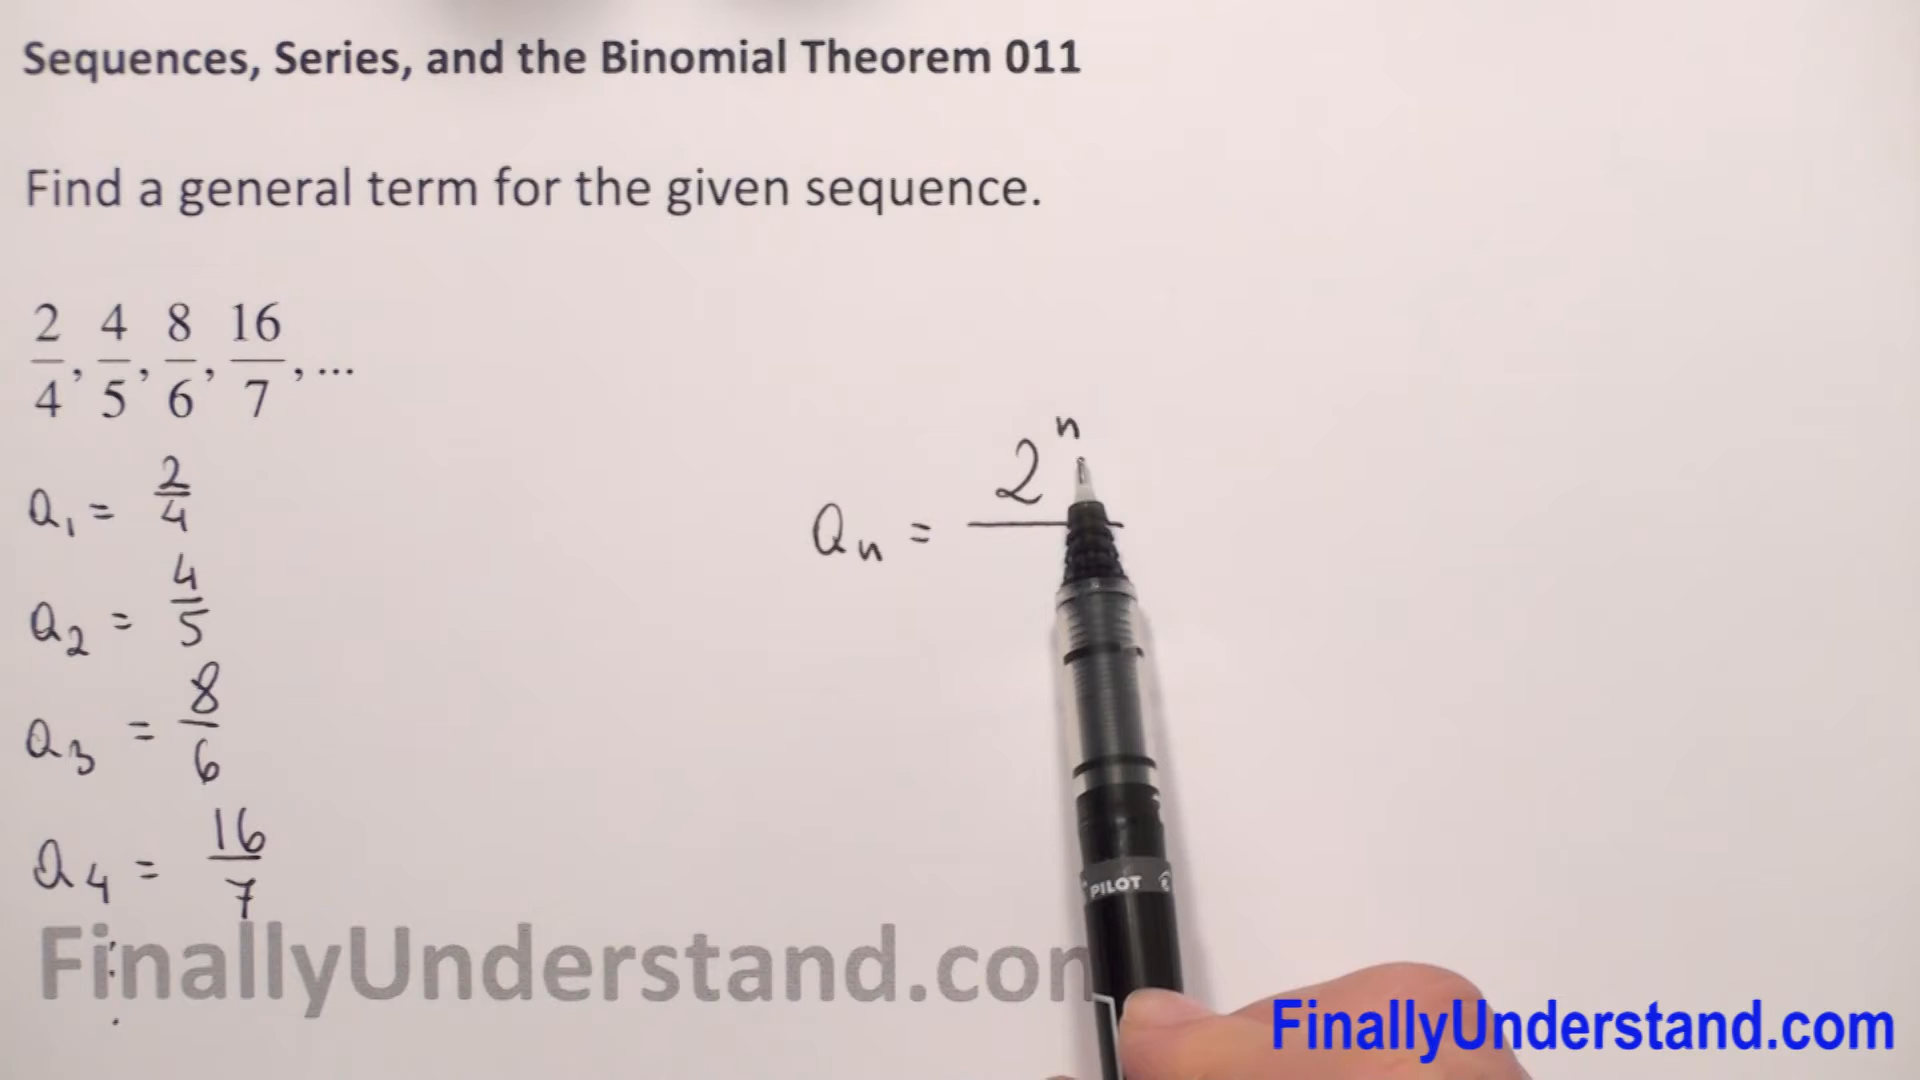 Sequences, Series, and the Binomial Theorem 011
Find a general term for the given sequence.
2/4, 4/5, 8/6, 16/7, ...
a₁ = 2/4
a₂ = 4/5
a₃ = 8/6
a₄ = 16/7
aₙ = 2ⁿ
PILOT
FinallyUnderstand.com
FinallyUnderstand.com